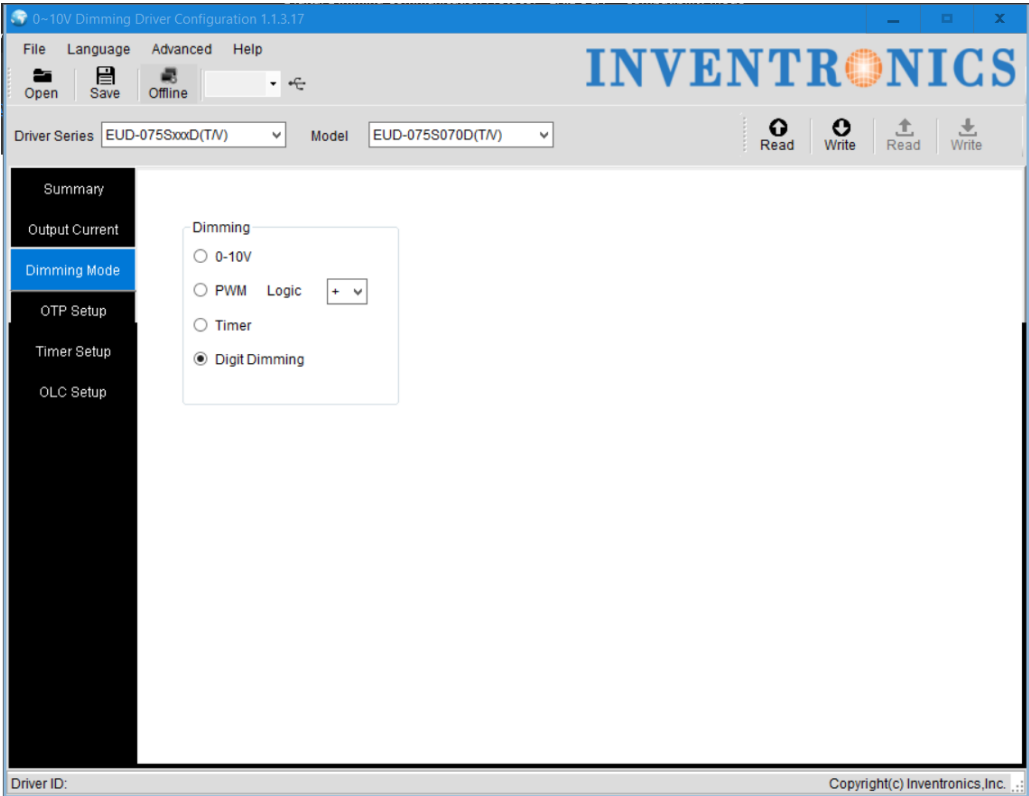 0~10V Dimming Driver Configuration 1.1.3.17
File Language Advanced Help
INVENTRONICS
Open Save Offline
Driver Series EUD-075SxxxD(T/V) Model EUD-075S070D(T/V)
Read Write Read Write
Summary
Output Current
Dimming Mode
OTP Setup
Timer Setup
OLC Setup
Dimming
0-10V
PWM Logic +
Timer
Digit Dimming
Driver ID:
Copyright(c) Inventronics,Inc.